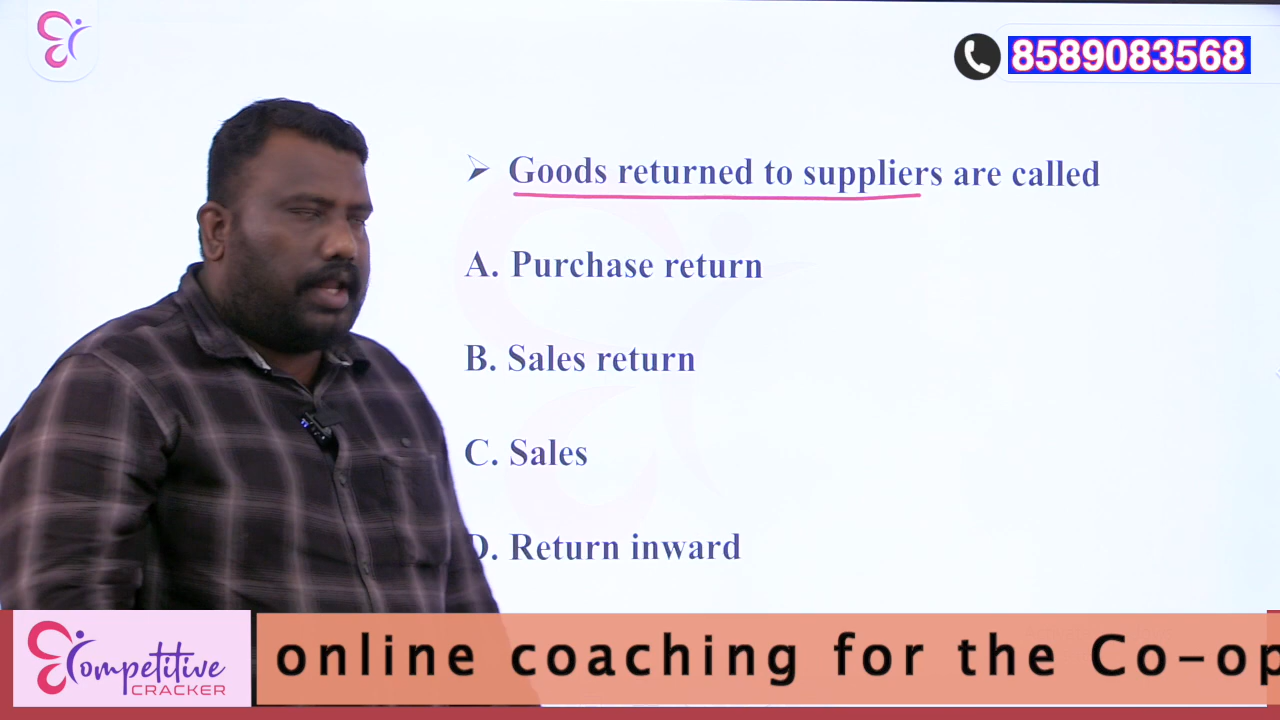 8589083568
➢ Goods returned to suppliers are called
A. Purchase return
B. Sales return
C. Sales
D. Return inward
Competitive
CRACKER
online coaching for the Co-op